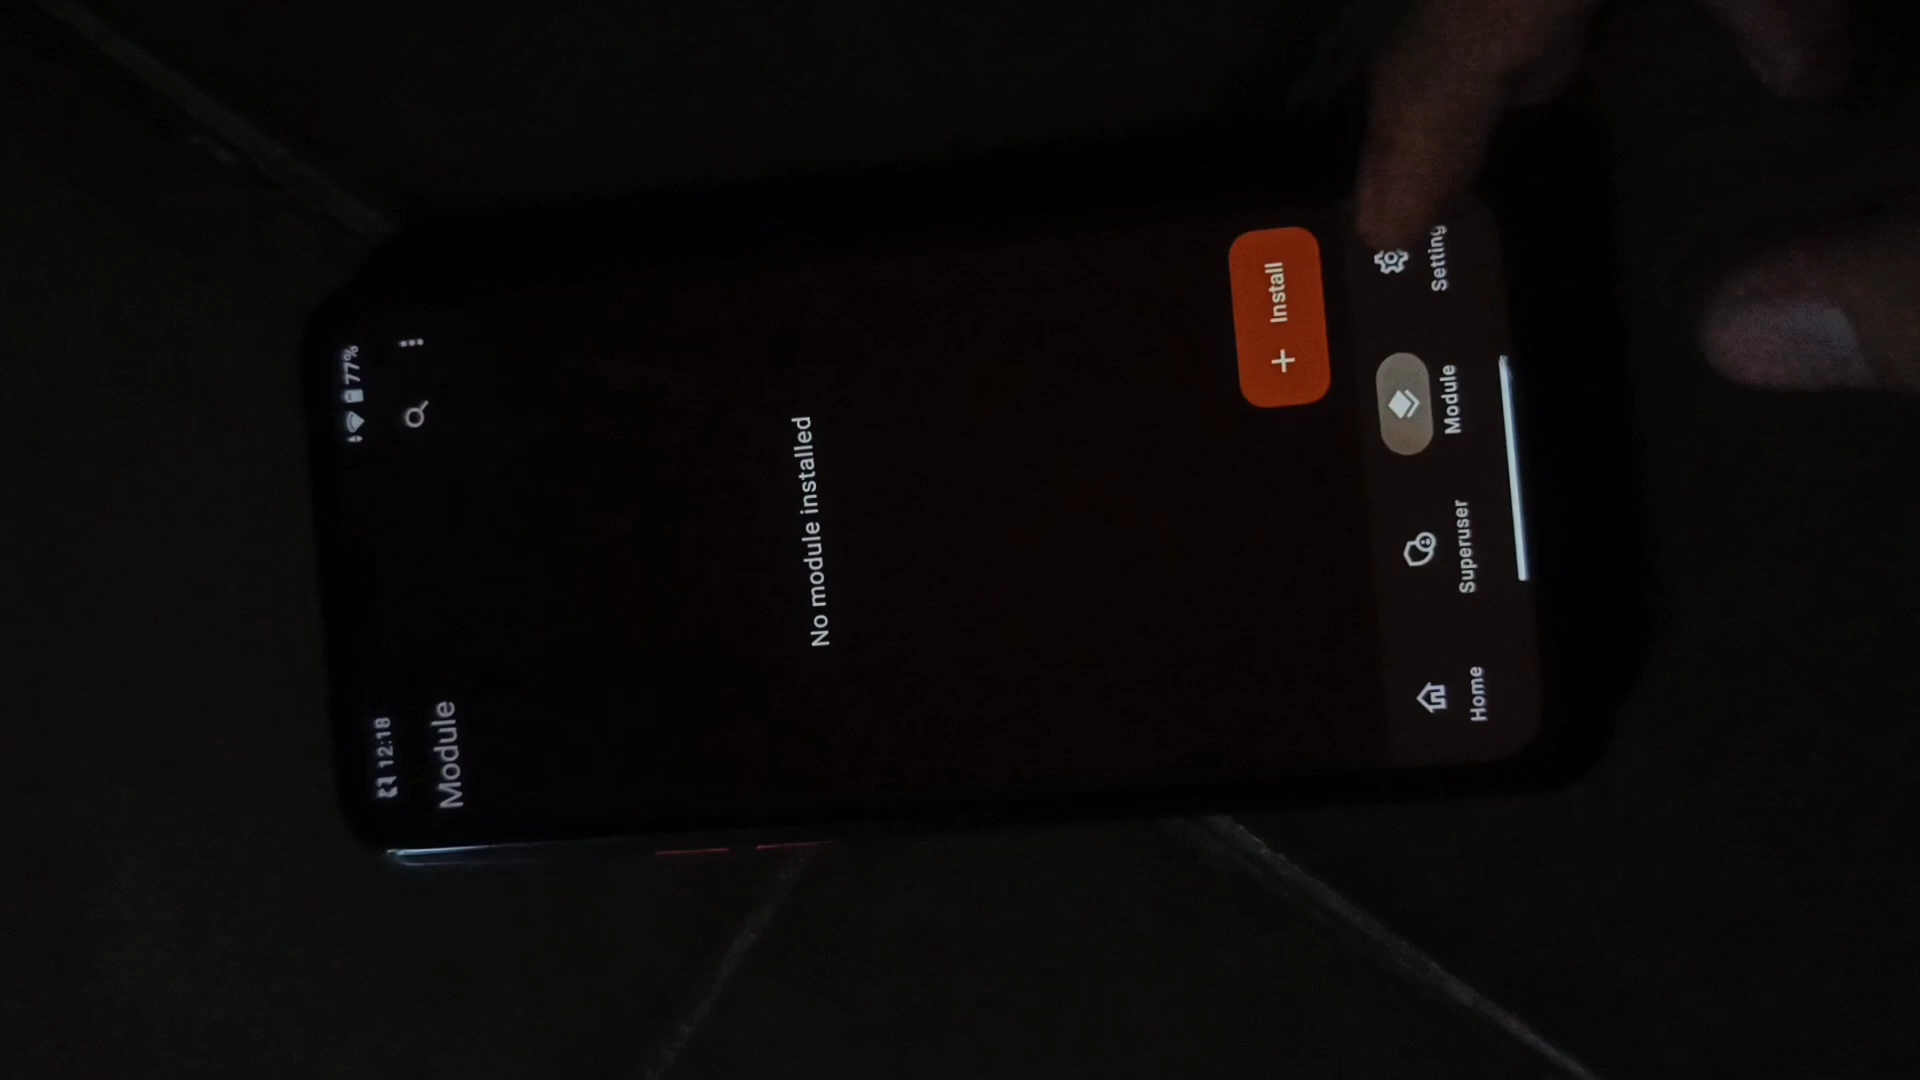 12:18
77%
Module
No module installed
+ Install
Home
Superuser
Module
Setting